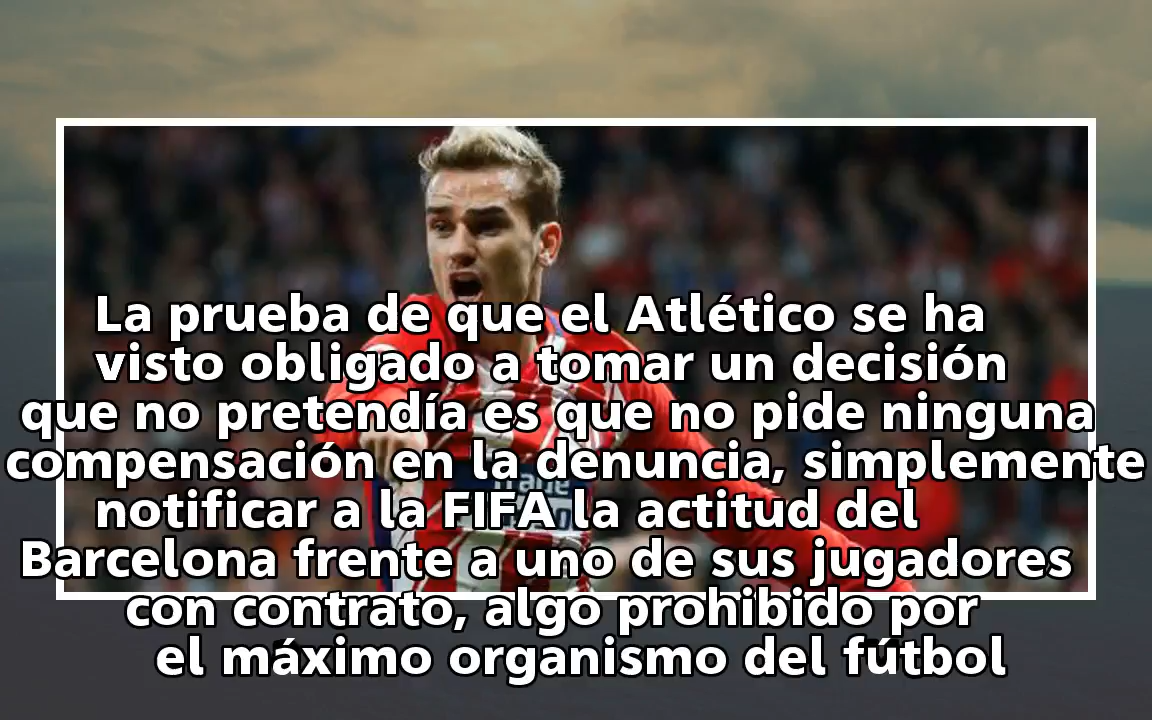 La prueba de que el Atlético se ha
visto obligado a tomar un decisión
que no pretendía es que no pide ninguna
compensación en la denuncia, simplemente
notificar a la FIFA la actitud del
Barcelona frente a uno de sus jugadores
con contrato, algo prohibido por
el máximo organismo del fútbol